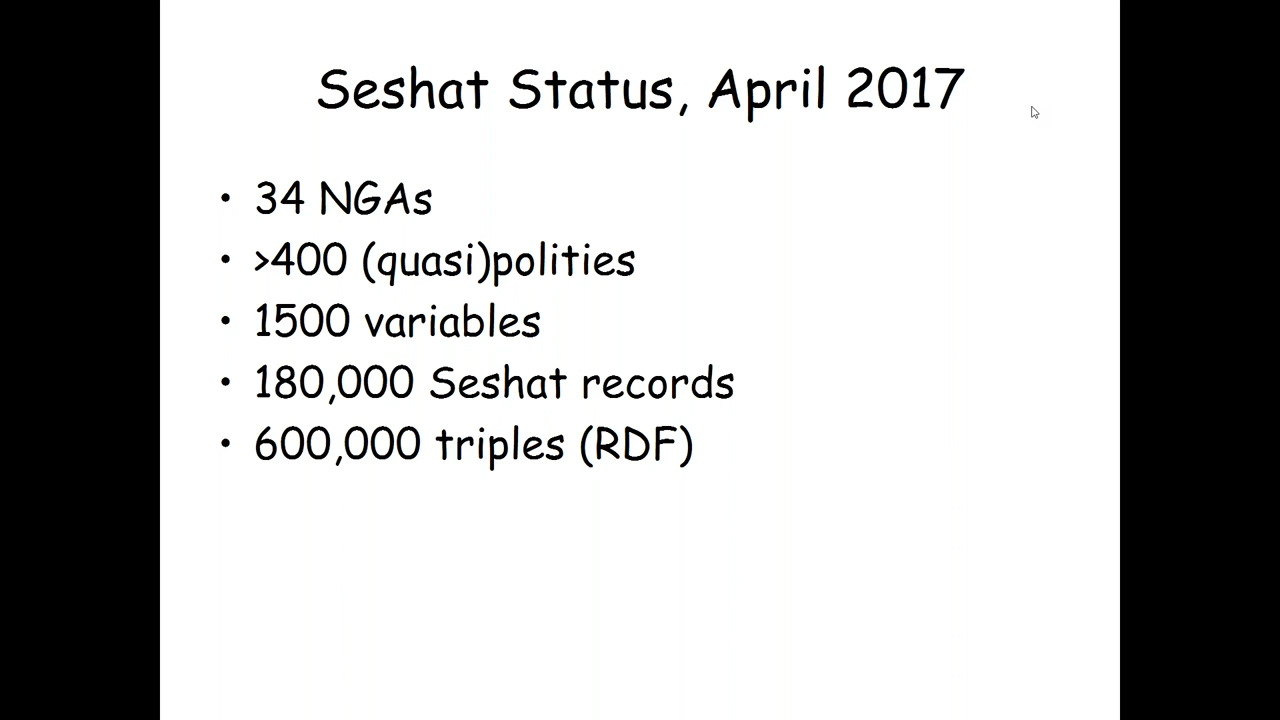 Seshat Status, April 2017
• 34 NGAs
• >400 (quasi)polities
• 1500 variables
• 180,000 Seshat records
• 600,000 triples (RDF)